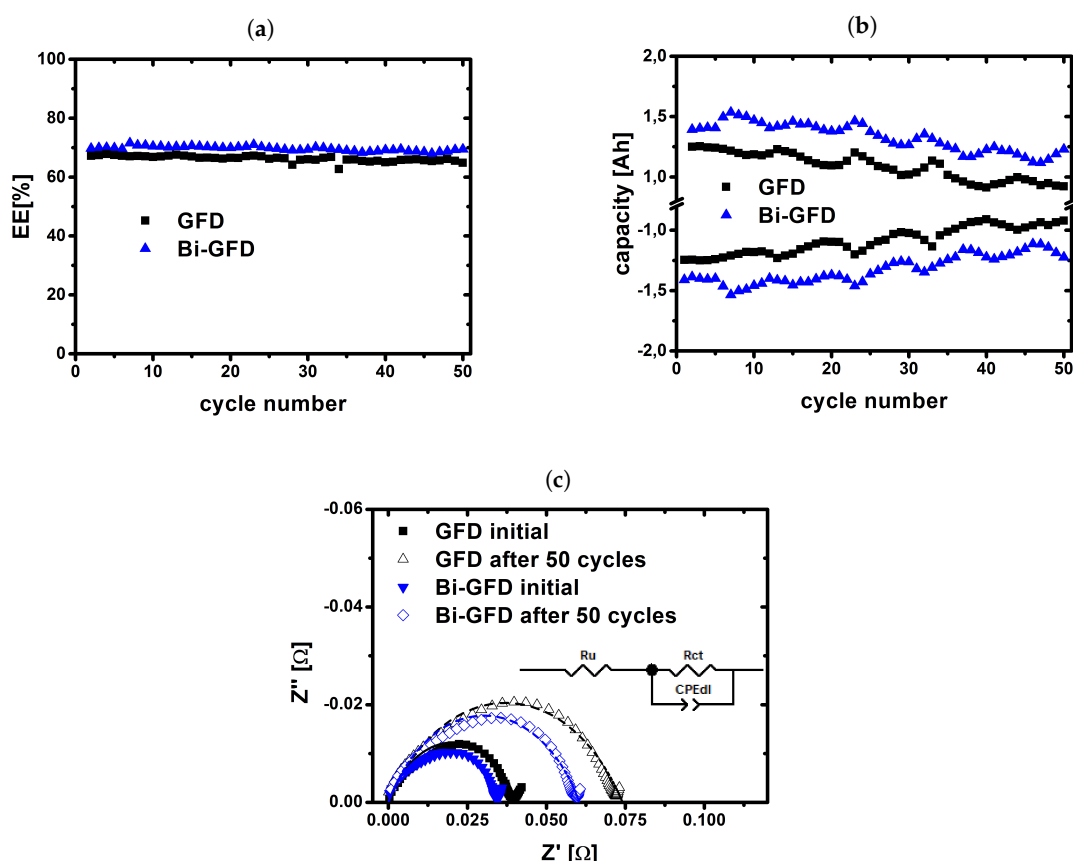 (a)
100
80
60
40
20
0
EE[%]
GFD
Bi-GFD
0 10 20 30 40 50
cycle number
(b)
2,0
1,5
1,0
-1,0
-1,5
-2,0
capacity [Ah]
GFD
Bi-GFD
0 10 20 30 40 50
cycle number
(c)
-0.06
-0.04
-0.02
0.00
Z'' [Ω]
GFD initial
GFD after 50 cycles
Bi-GFD initial
Bi-GFD after 50 cycles
Ru
Rct
CPEdl
0.000 0.025 0.050 0.075 0.100
Z' [Ω]